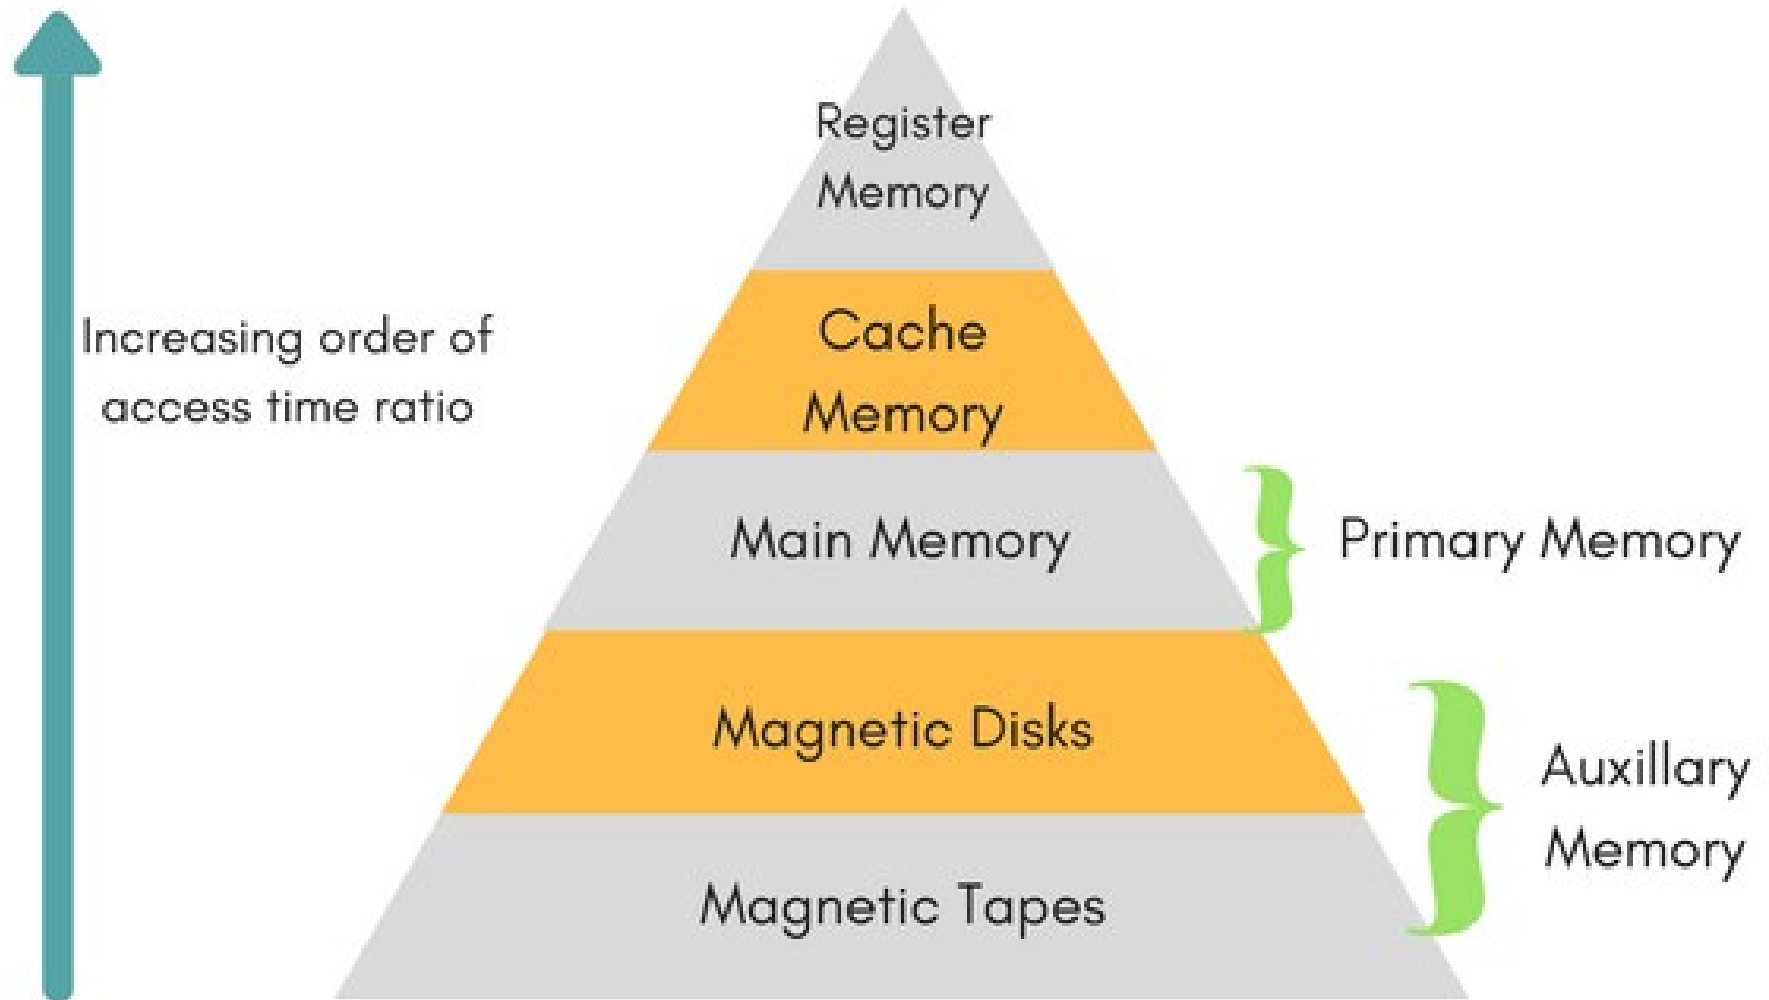 Register
Memory
Increasing order of
access time ratio
Cache
Memory
Main Memory
Primary Memory
Magnetic Disks
Auxillary
Memory
Magnetic Tapes